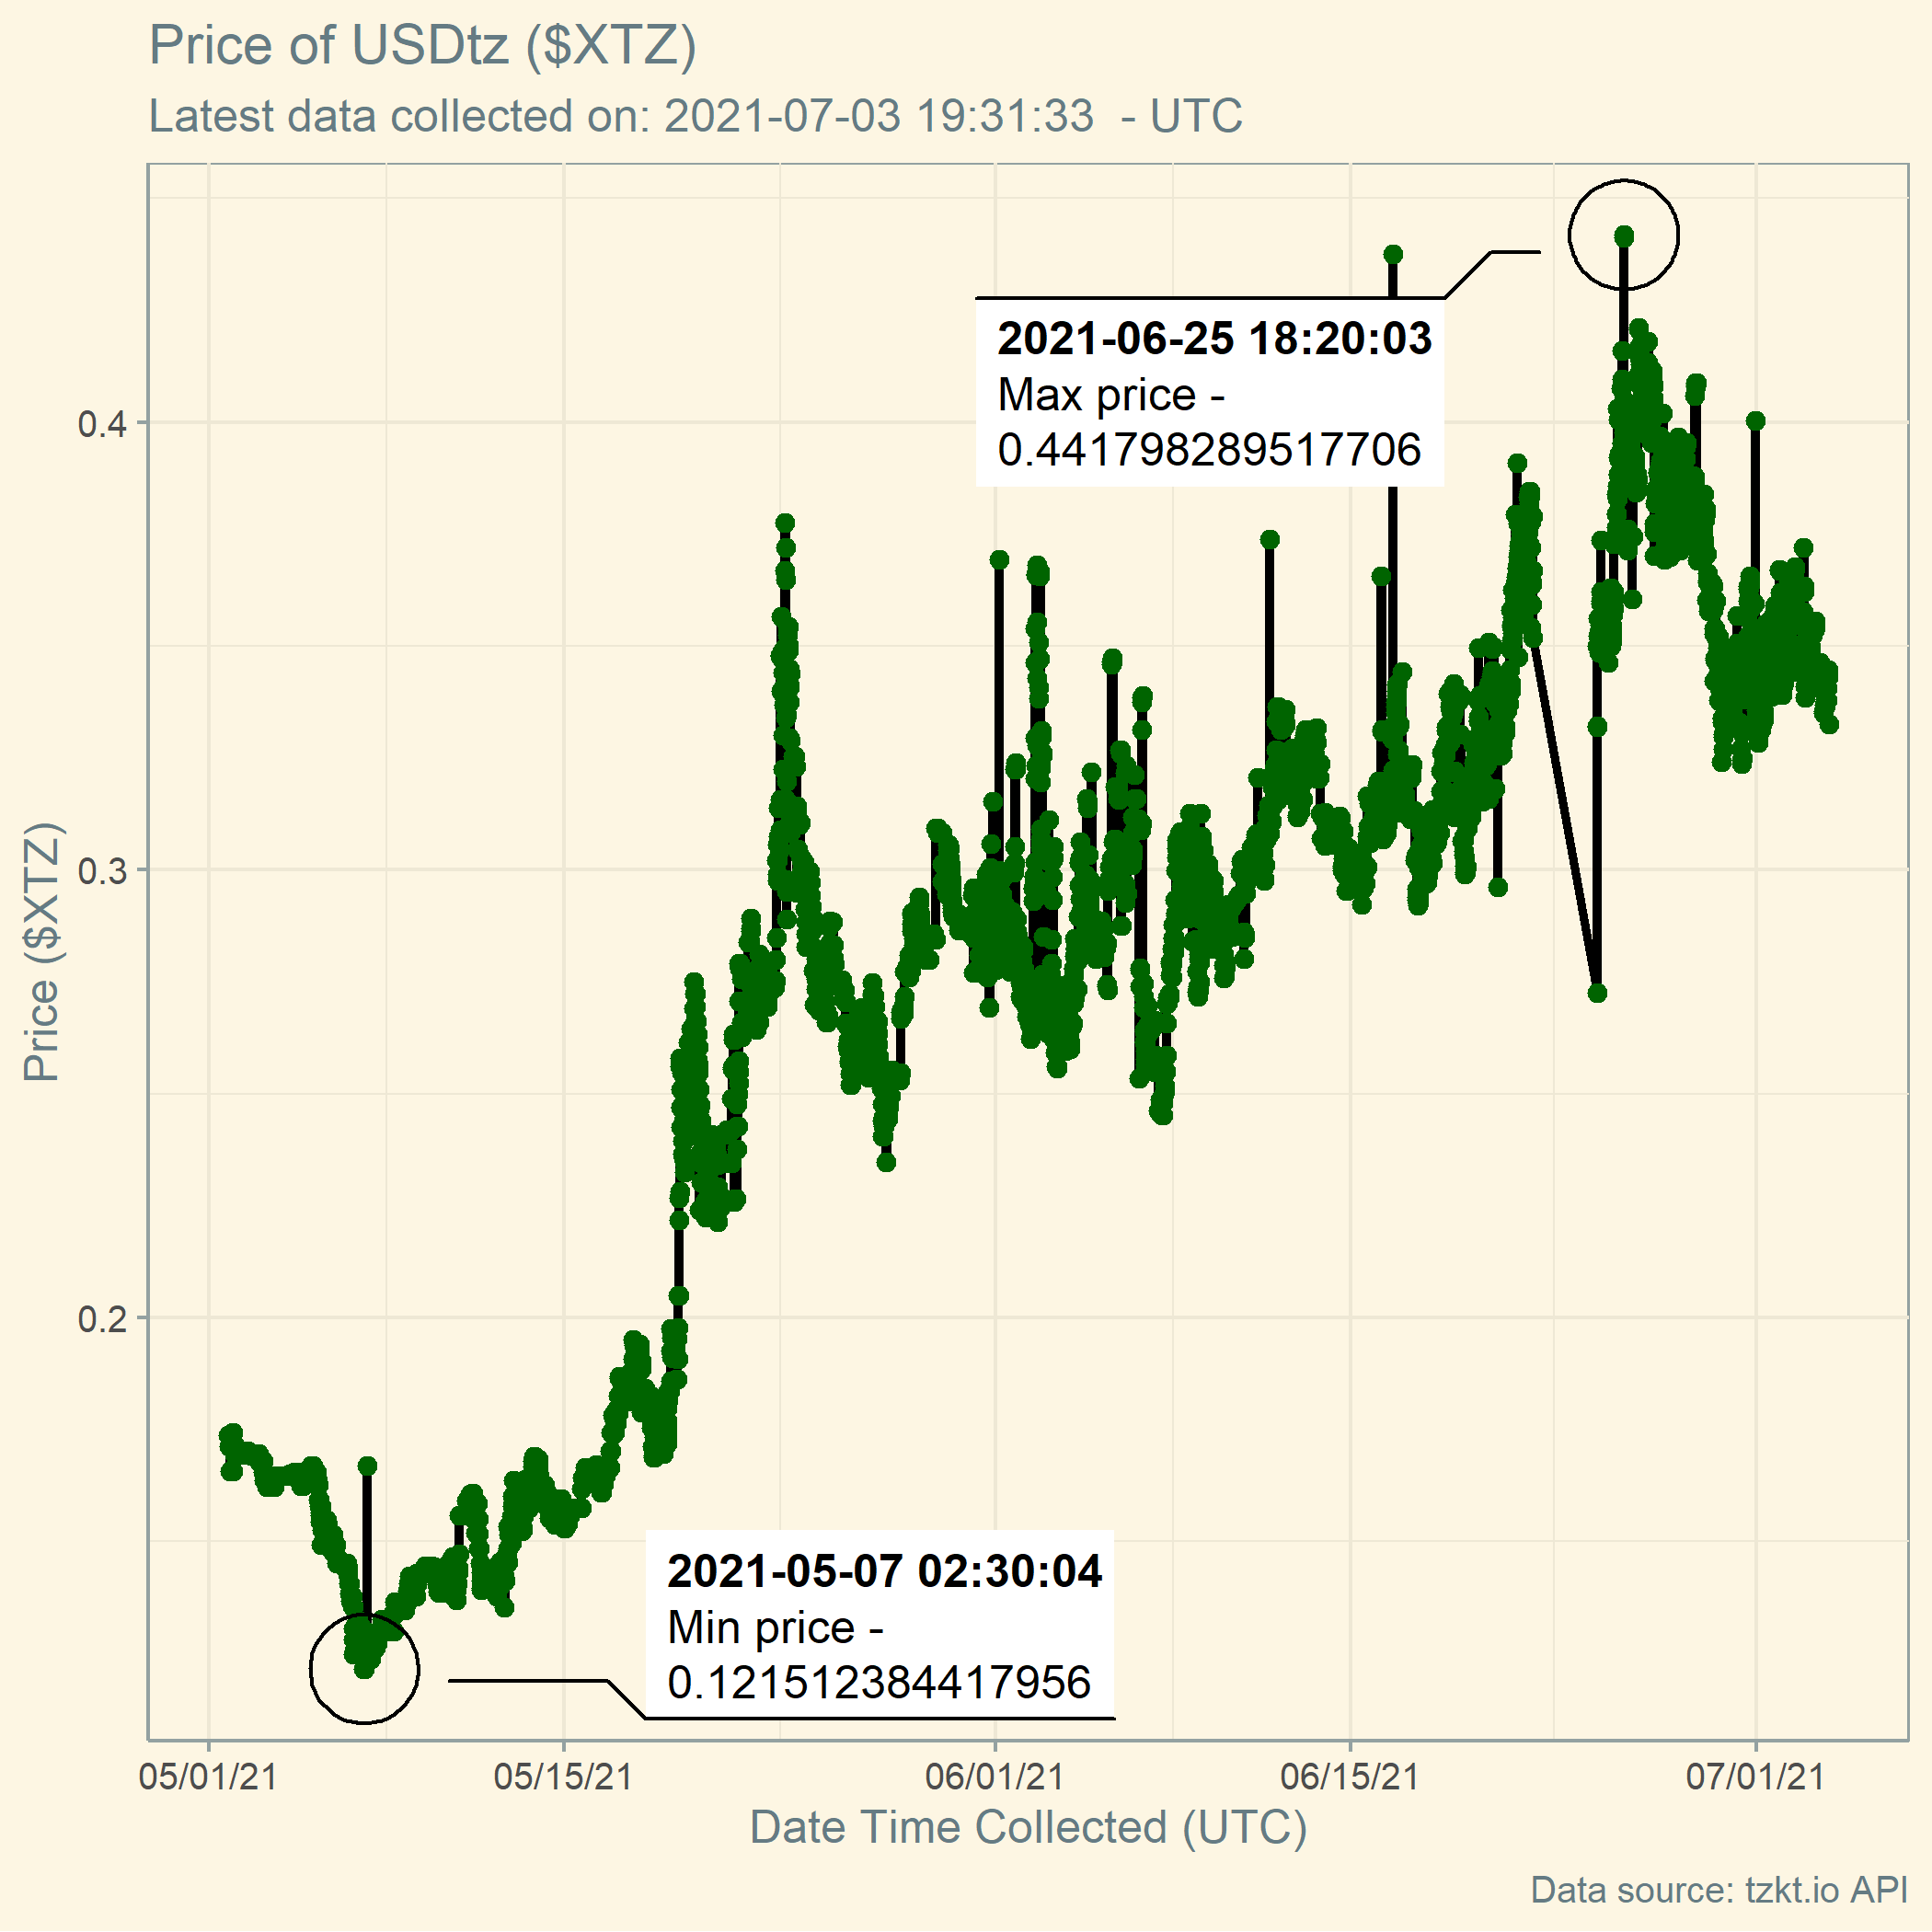 Price of USDtz ($XTZ)
Latest data collected on: 2021-07-03 19:31:33  - UTC
2021-06-25 18:20:03
Max price -
0.441798289517706
0.4
0.3
0.2
Price ($XTZ)
2021-05-07 02:30:04
Min price -
0.121512384417956
05/01/21
05/15/21
06/01/21
06/15/21
07/01/21
Date Time Collected (UTC)
Data source: tzkt.io API